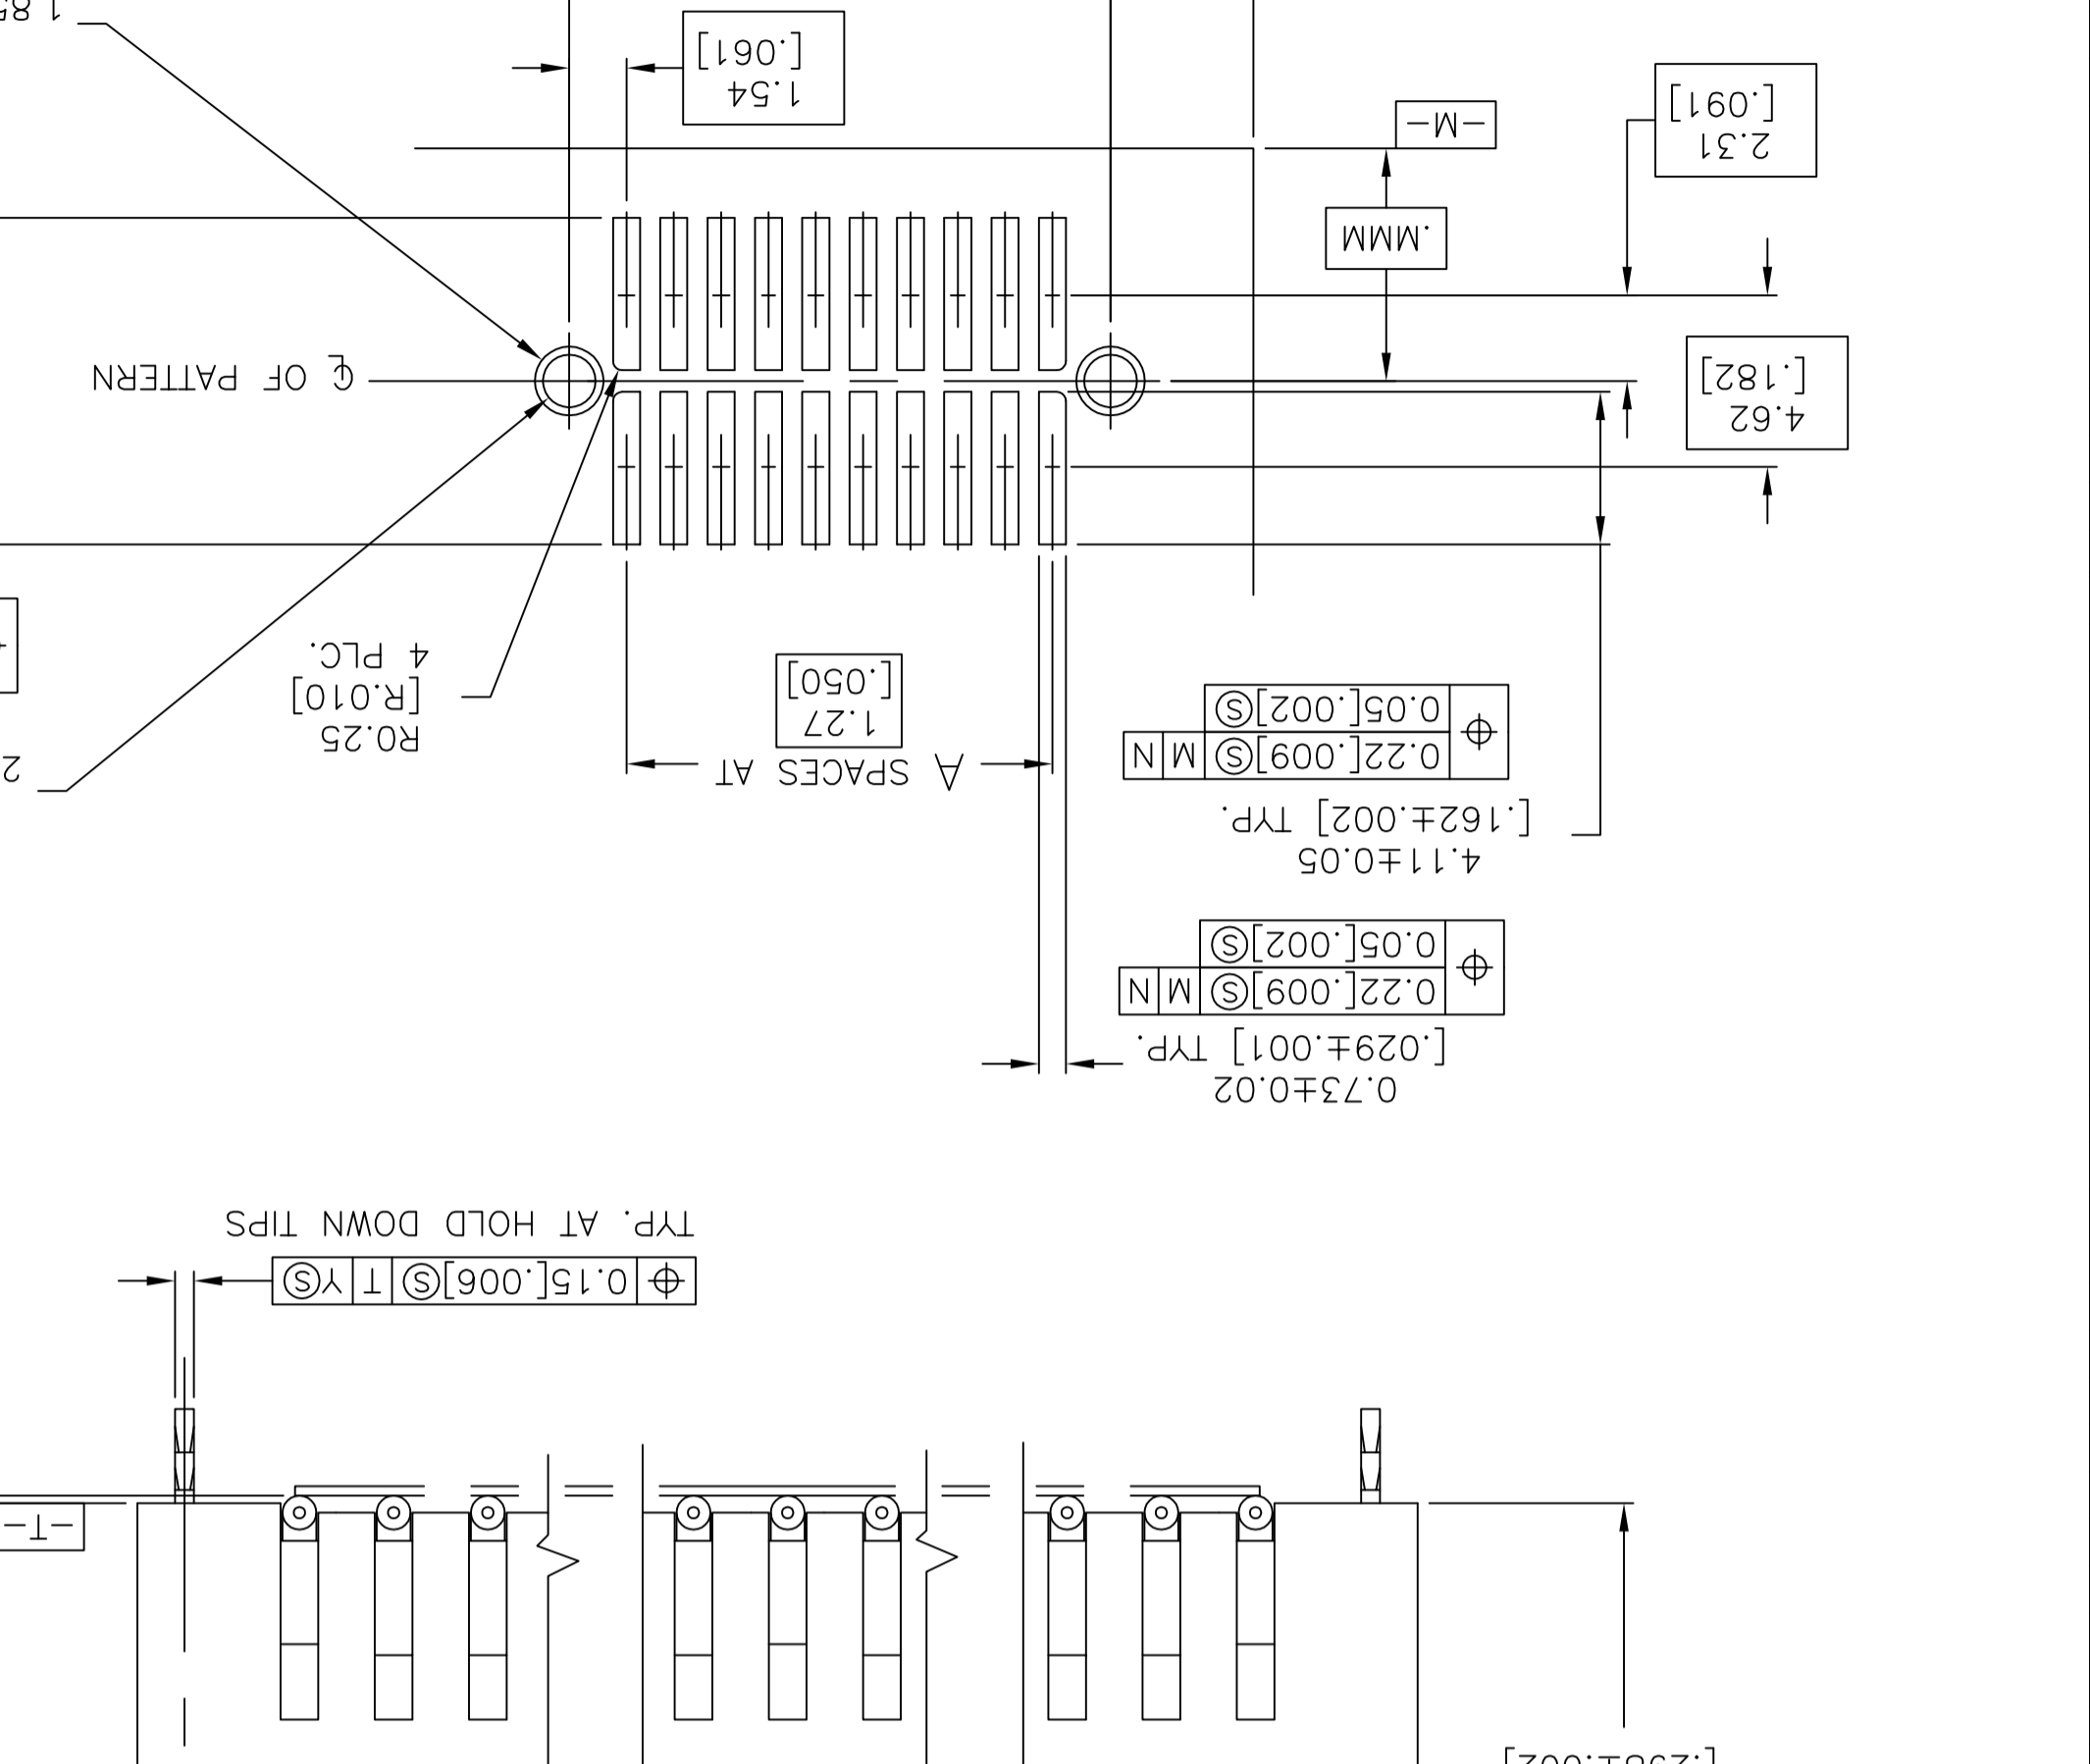 -T-
⌖ 0.15[.006]Ⓢ T YⓈ
TYP. AT HOLD DOWN TIPS
0.73±0.02
[.029±.001] TYP.
⌖ 0.22[.009]Ⓢ M N
0.05[.002]Ⓢ
4.11±0.05
[.162±.002] TYP.
⌖ 0.22[.009]Ⓢ M N
0.05[.002]Ⓢ
A SPACES AT
1.27
[.050]
R0.25
[R.010]
4 PLC.
2
4.62
[.182]
℄ OF PATTERN
.MMM
2.31
[.091]
-M-
1.54
[.061]